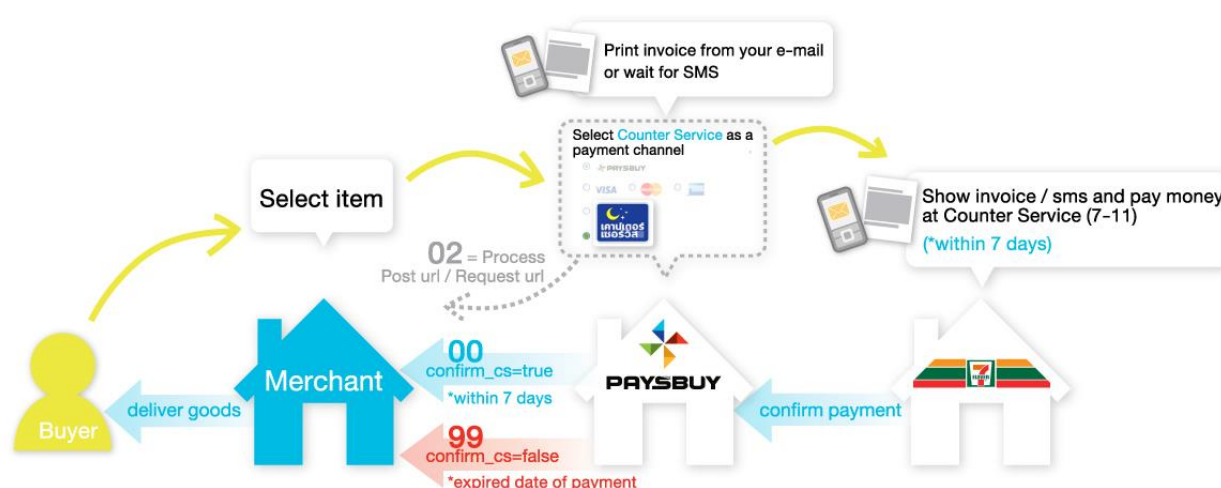 Print invoice from your e-mail
or wait for SMS
Select Counter Service as a
payment channel
PAYSBUY
VISA
เคาน์เตอร์
เซอร์วิส
Select item
Show invoice / sms and pay money
at Counter Service (7-11)
(*within 7 days)
02 = Process
Post url / Request url
Buyer
deliver goods
Merchant
00
confirm_cs=true
*within 7 days
99
confirm_cs=false
*expired date of payment
PAYSBUY
confirm payment
7
ELEVEN